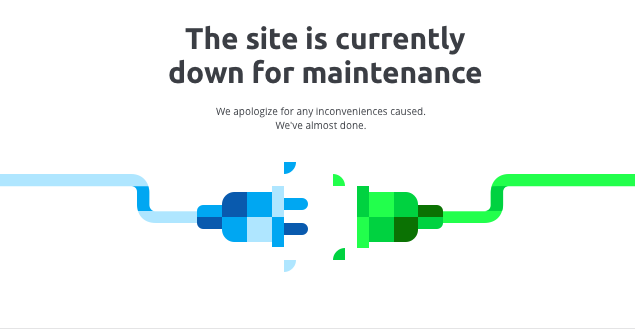 The site is currently
down for maintenance
We apologize for any inconveniences caused.
We've almost done.